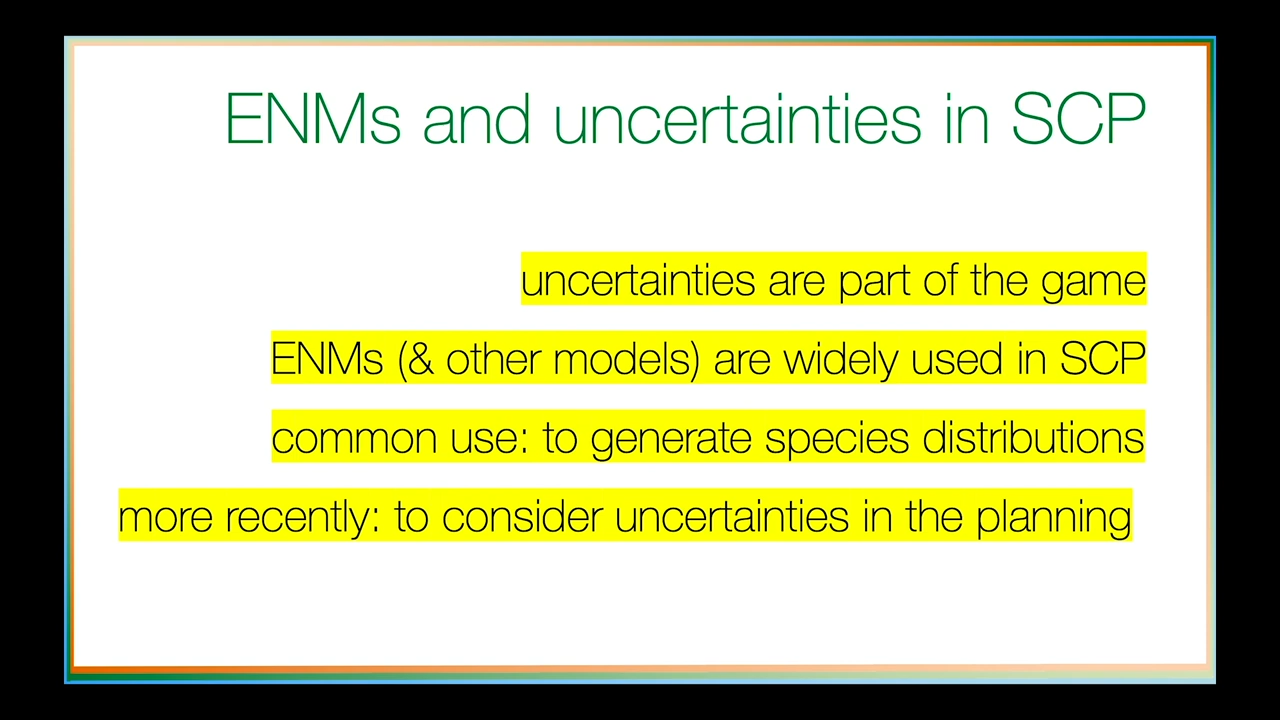 ENMs and uncertainties in SCP
uncertainties are part of the game
ENMs (& other models) are widely used in SCP
common use: to generate species distributions
more recently: to consider uncertainties in the planning